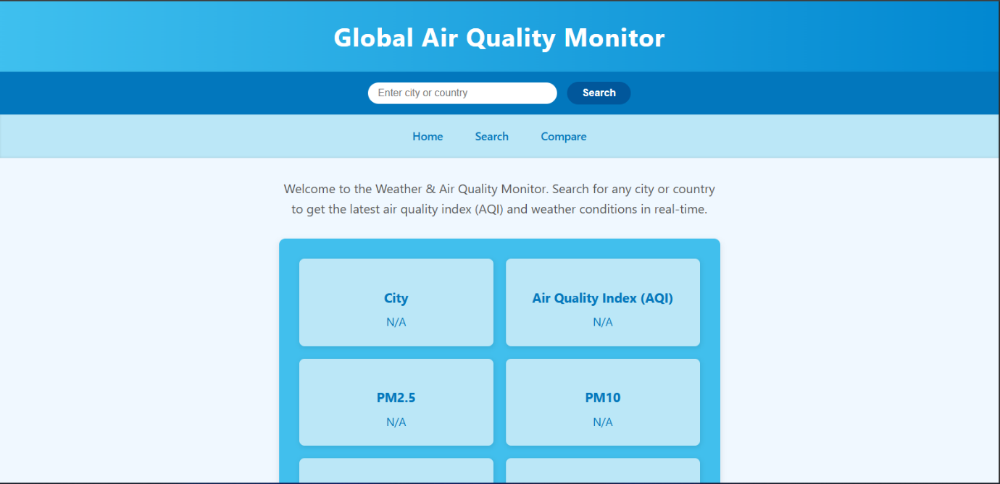 Global Air Quality Monitor
Enter city or country
Search
Home Search Compare
Welcome to the Weather & Air Quality Monitor. Search for any city or country
to get the latest air quality index (AQI) and weather conditions in real-time.
City
N/A
Air Quality Index (AQI)
N/A
PM2.5
N/A
PM10
N/A